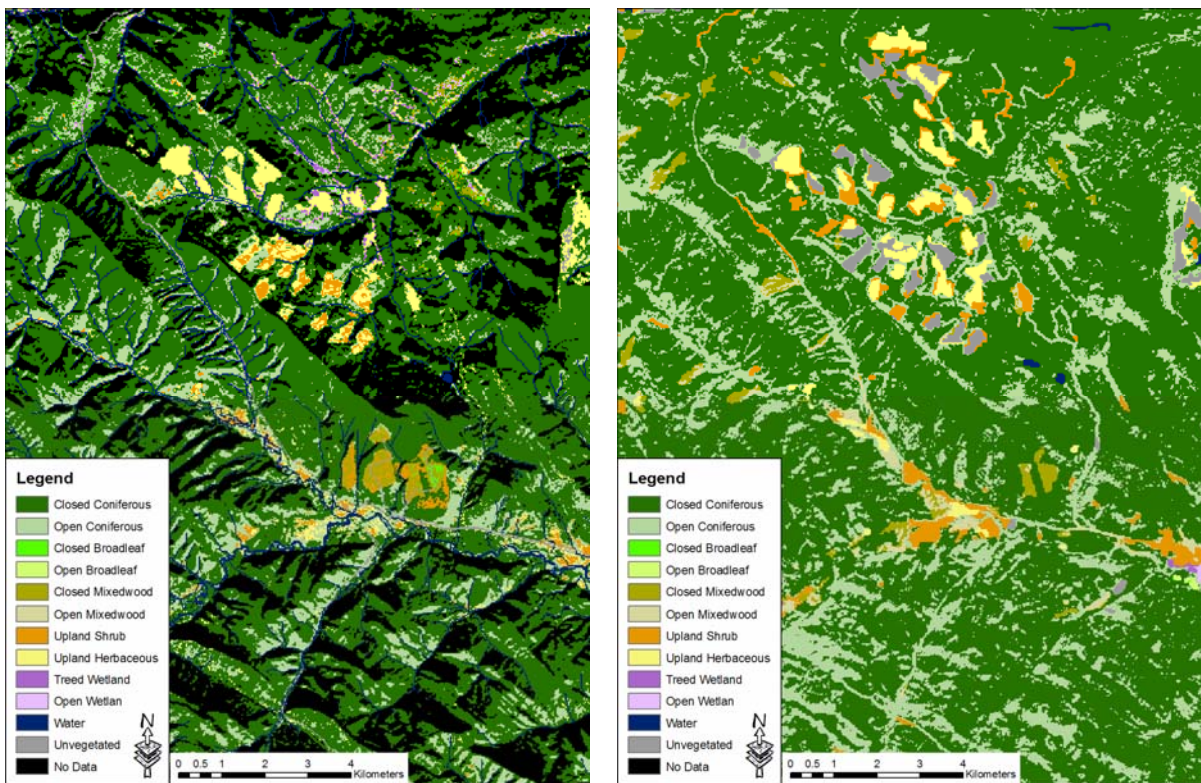 Legend
Closed Coniferous
Open Coniferous
Closed Broadleaf
Open Broadleaf
Closed Mixedwood
Open Mixedwood
Upland Shrub
Upland Herbaceous
Treed Wetland
Open Wetlan
Water
Unvegetated
No Data
N
0 0.5 1 2 3 4
Kilometers
Legend
Closed Coniferous
Open Coniferous
Closed Broadleaf
Open Broadleaf
Closed Mixedwood
Open Mixedwood
Upland Shrub
Upland Herbaceous
Treed Wetland
Open Wetlan
Water
Unvegetated
No Data
N
0 0.5 1 2 3 4
Kilometers